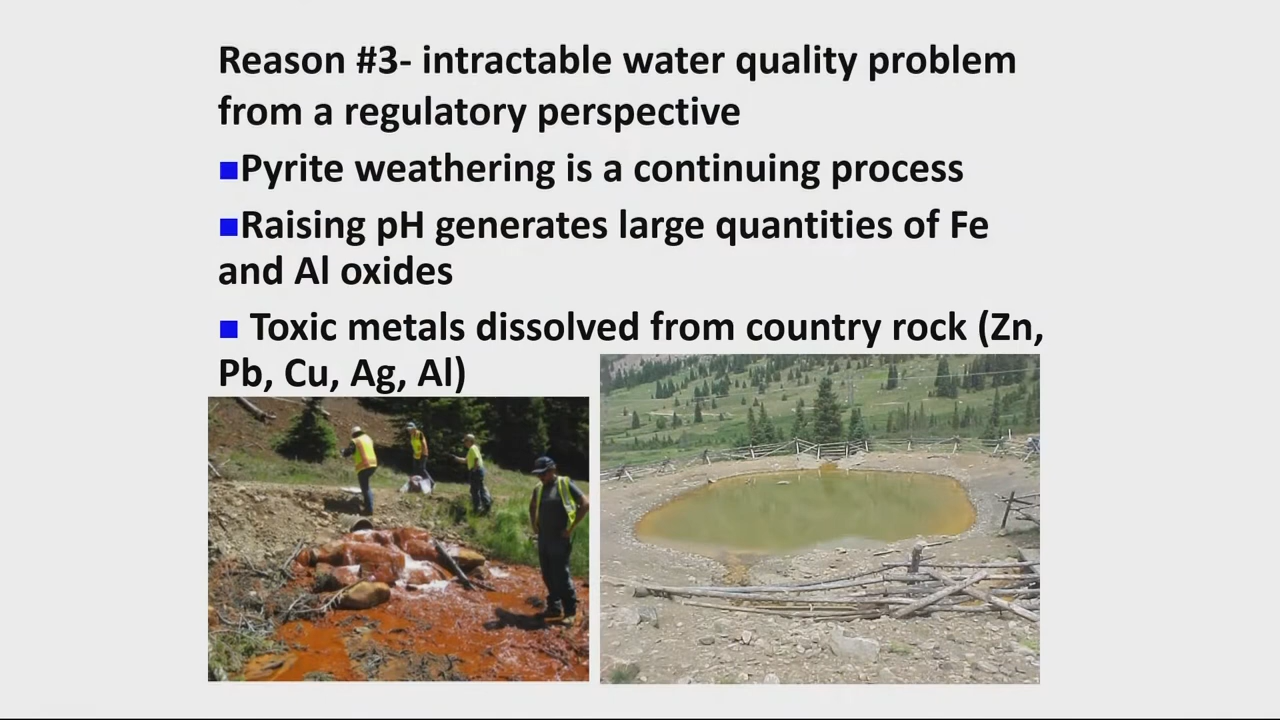 Reason #3- intractable water quality problem
from a regulatory perspective
■Pyrite weathering is a continuing process
■Raising pH generates large quantities of Fe
and Al oxides
■ Toxic metals dissolved from country rock (Zn,
Pb, Cu, Ag, Al)